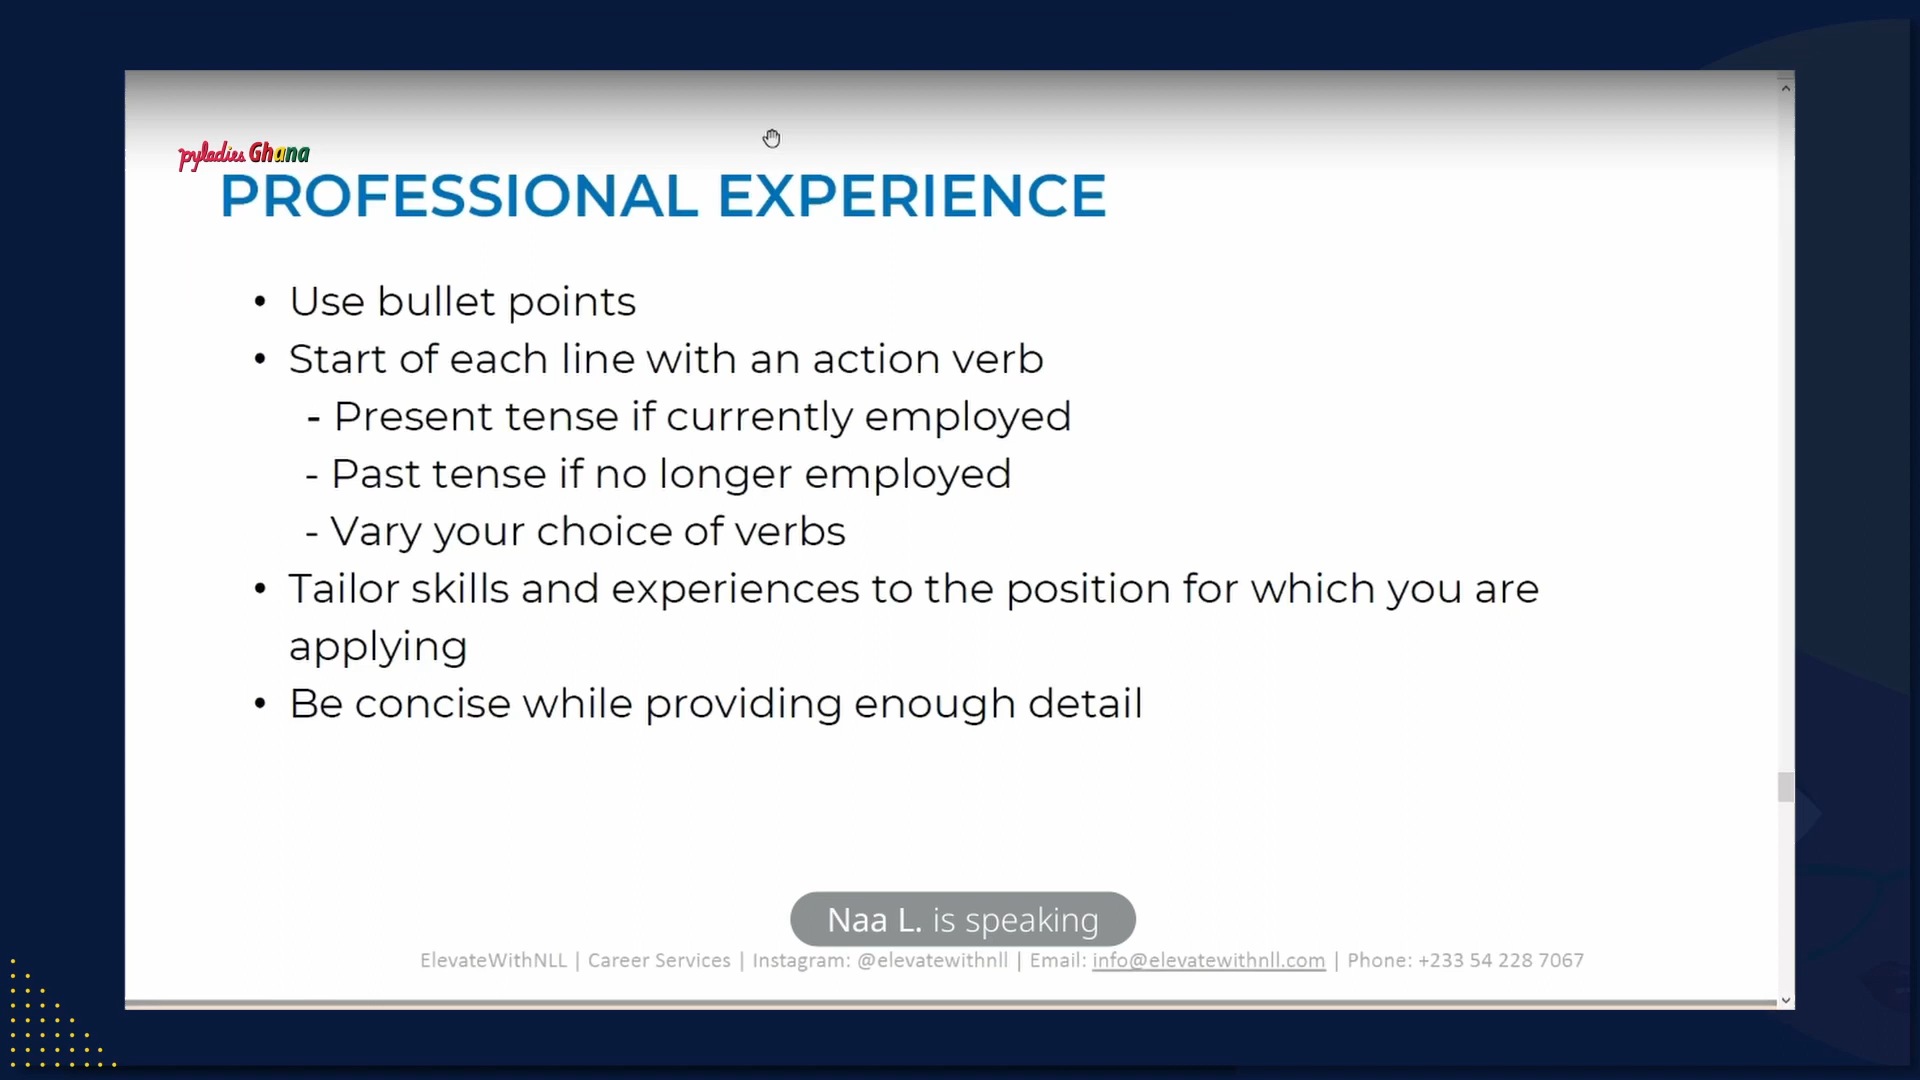 pyladies Ghana
PROFESSIONAL EXPERIENCE
• Use bullet points
• Start of each line with an action verb
- Present tense if currently employed
- Past tense if no longer employed
- Vary your choice of verbs
• Tailor skills and experiences to the position for which you are
applying
• Be concise while providing enough detail
Naa L. is speaking
ElevateWithNLL | Career Services | Instagram: @elevatewithnll | Email: info@elevatewithnll.com | Phone: +233 54 228 7067